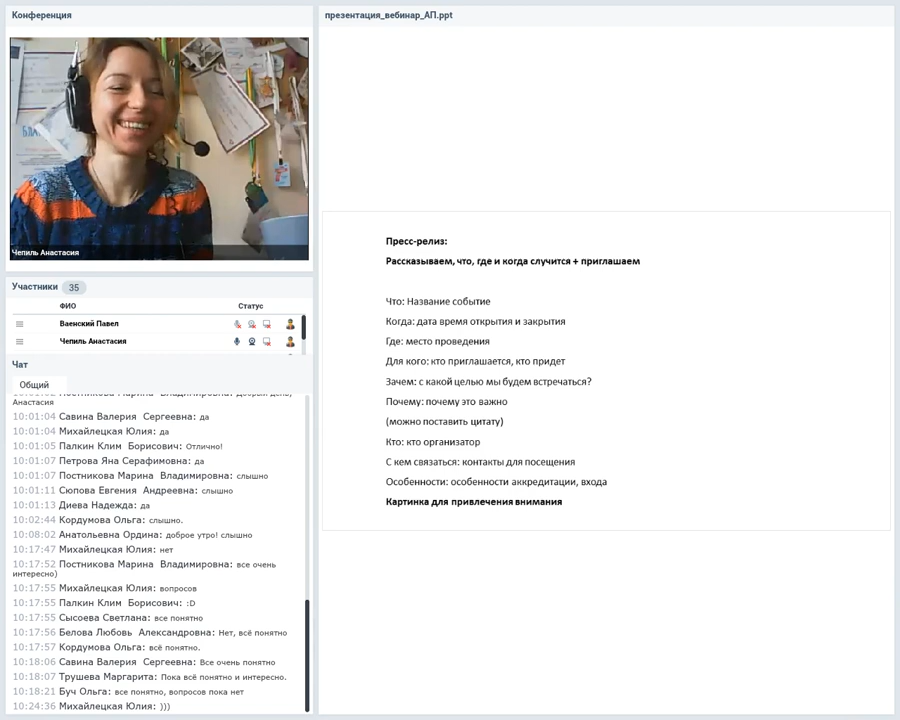 Конференция
Чепиль Анастасия
Участники 35
ФИО Статус
Ваенский Павел
Чепиль Анастасия
Чат
Общий
Анастасия
10:01:04 Савина Валерия Сергеевна: да
10:01:04 Михайлецкая Юлия: да
10:01:05 Палкин Клим Борисович: Отлично!
10:01:07 Петрова Яна Серафимовна: да
10:01:07 Постникова Марина Владимировна: слышно
10:01:11 Сюпова Евгения Андреевна: слышно
10:01:13 Диева Надежда: да
10:02:44 Кордумова Ольга: слышно.
10:08:02 Анатольевна Ордина: доброе утро! слышно
10:17:47 Михайлецкая Юлия: нет
10:17:52 Постникова Марина Владимировна: все очень
интересно)
10:17:55 Михайлецкая Юлия: вопросов
10:17:55 Палкин Клим Борисович: :D
10:17:55 Сысоева Светлана: все понятно
10:17:56 Белова Любовь Александровна: Нет, всё понятно
10:17:57 Кордумова Ольга: всё понятно.
10:18:06 Савина Валерия Сергеевна: Все очень понятно
10:18:07 Трушева Маргарита: Пока всё понятно и интересно.
10:18:21 Буч Ольга: все понятно, вопросов пока нет
10:24:36 Михайлецкая Юлия: )))
презентация_вебинар_АП.ppt
Пресс-релиз:
Рассказываем, что, где и когда случится + приглашаем
Что: Название событие
Когда: дата время открытия и закрытия
Где: место проведения
Для кого: кто приглашается, кто придет
Зачем: с какой целью мы будем встречаться?
Почему: почему это важно
(можно поставить цитату)
Кто: кто организатор
С кем связаться: контакты для посещения
Особенности: особенности аккредитации, входа
Картинка для привлечения внимания